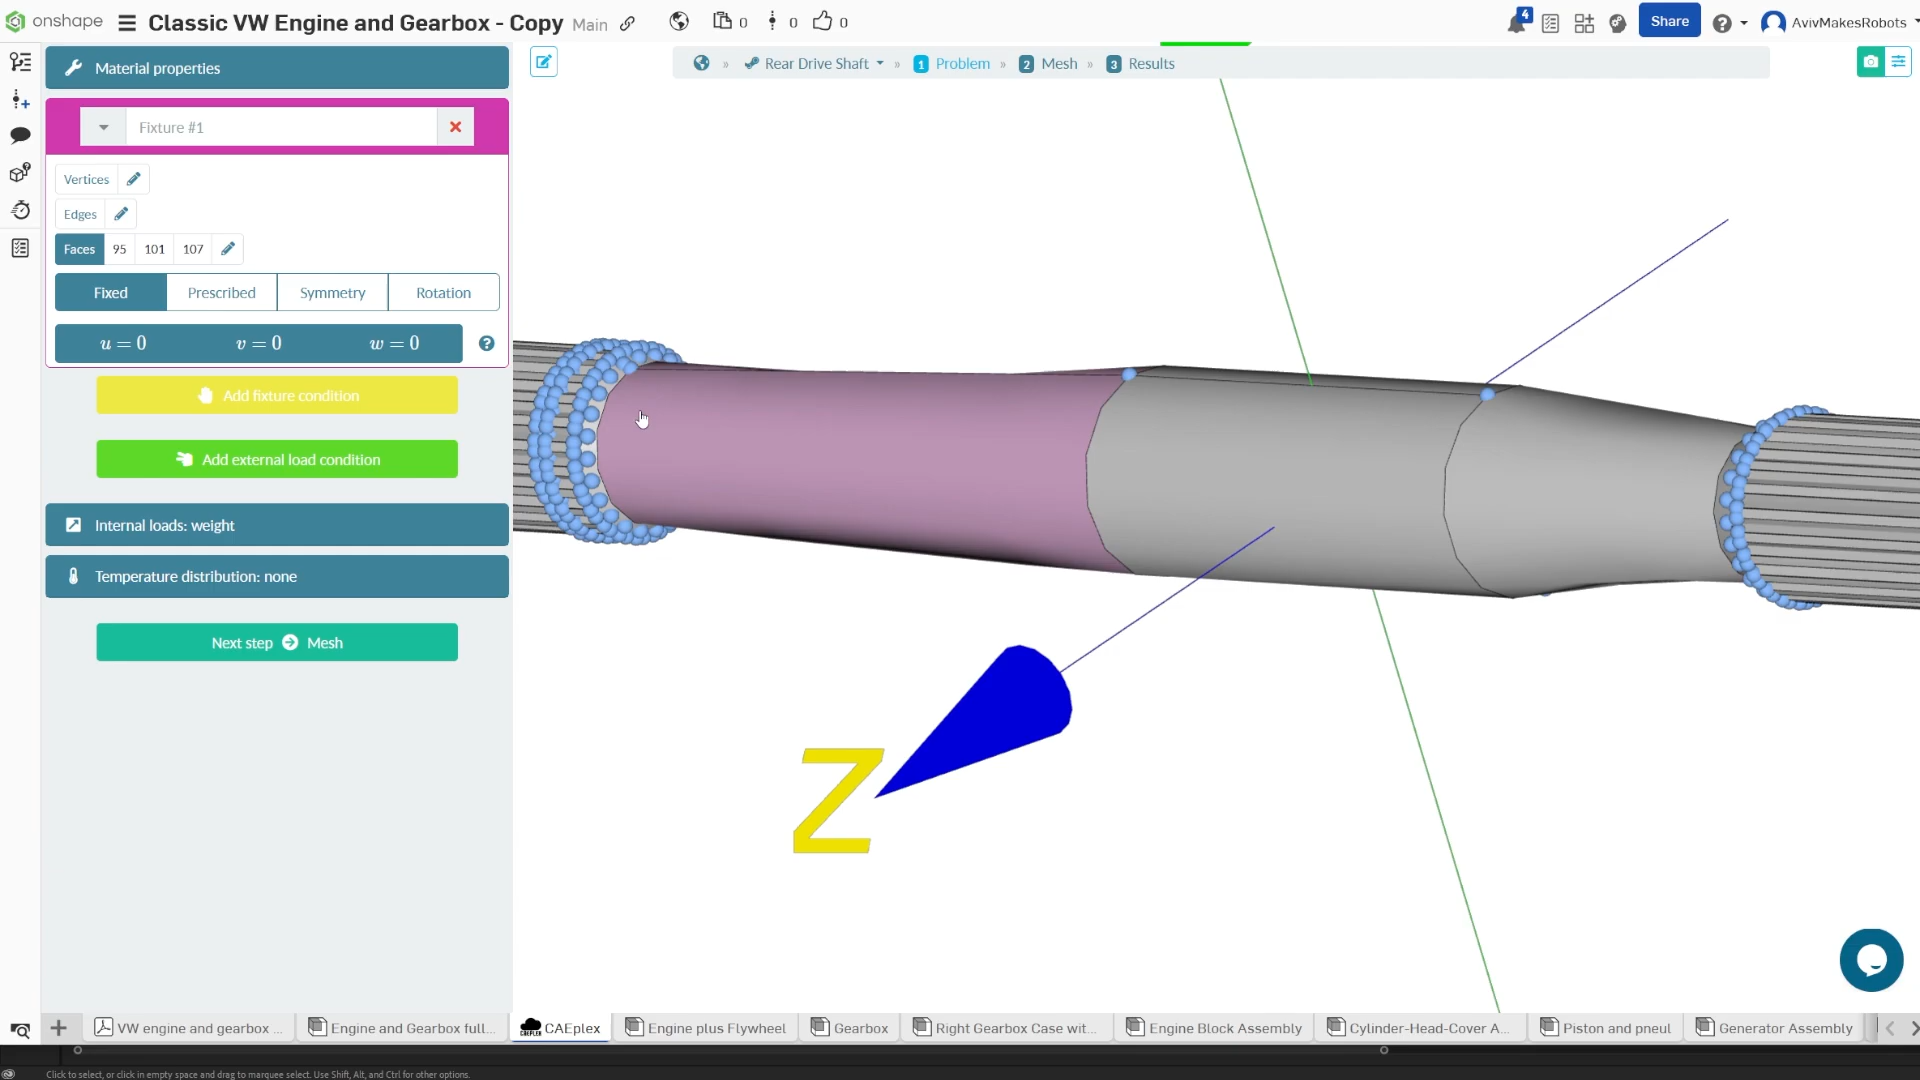 onshape Classic VW Engine and Gearbox - Copy Main 0 0 0 4 Share AvivMakesRobots
Material properties
Rear Drive Shaft » 1 Problem » 2 Mesh » 3 Results
Fixture #1
Vertices
Edges
Faces 95 101 107
Fixed Prescribed Symmetry Rotation
u = 0 v = 0 w = 0
Add fixture condition
Add external load condition
Internal loads: weight
Temperature distribution: none
Next step Mesh
Z
VW engine and gearbox ... Engine and Gearbox full... CAEplex Engine plus Flywheel Gearbox Right Gearbox Case wit... Engine Block Assembly Cylinder-Head-Cover A... Piston and pneul Generator Assembly
Click to select, or click in empty space and drag to marquee select. Use Shift, Alt, and Ctrl for other options.